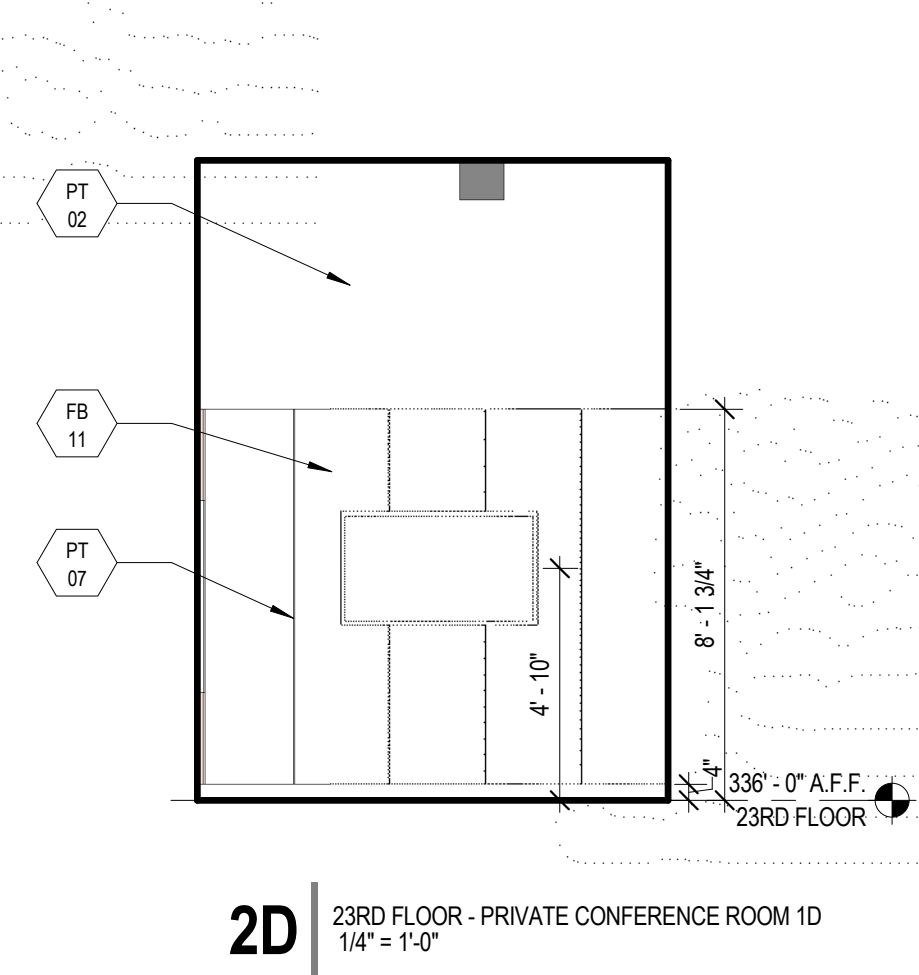 PT
02
FB
11
PT
07
8' - 1 3/4"
4' - 10"
4"
336' - 0" A.F.F.
23RD FLOOR
2D
23RD FLOOR - PRIVATE CONFERENCE ROOM 1D
1/4" = 1'-0"